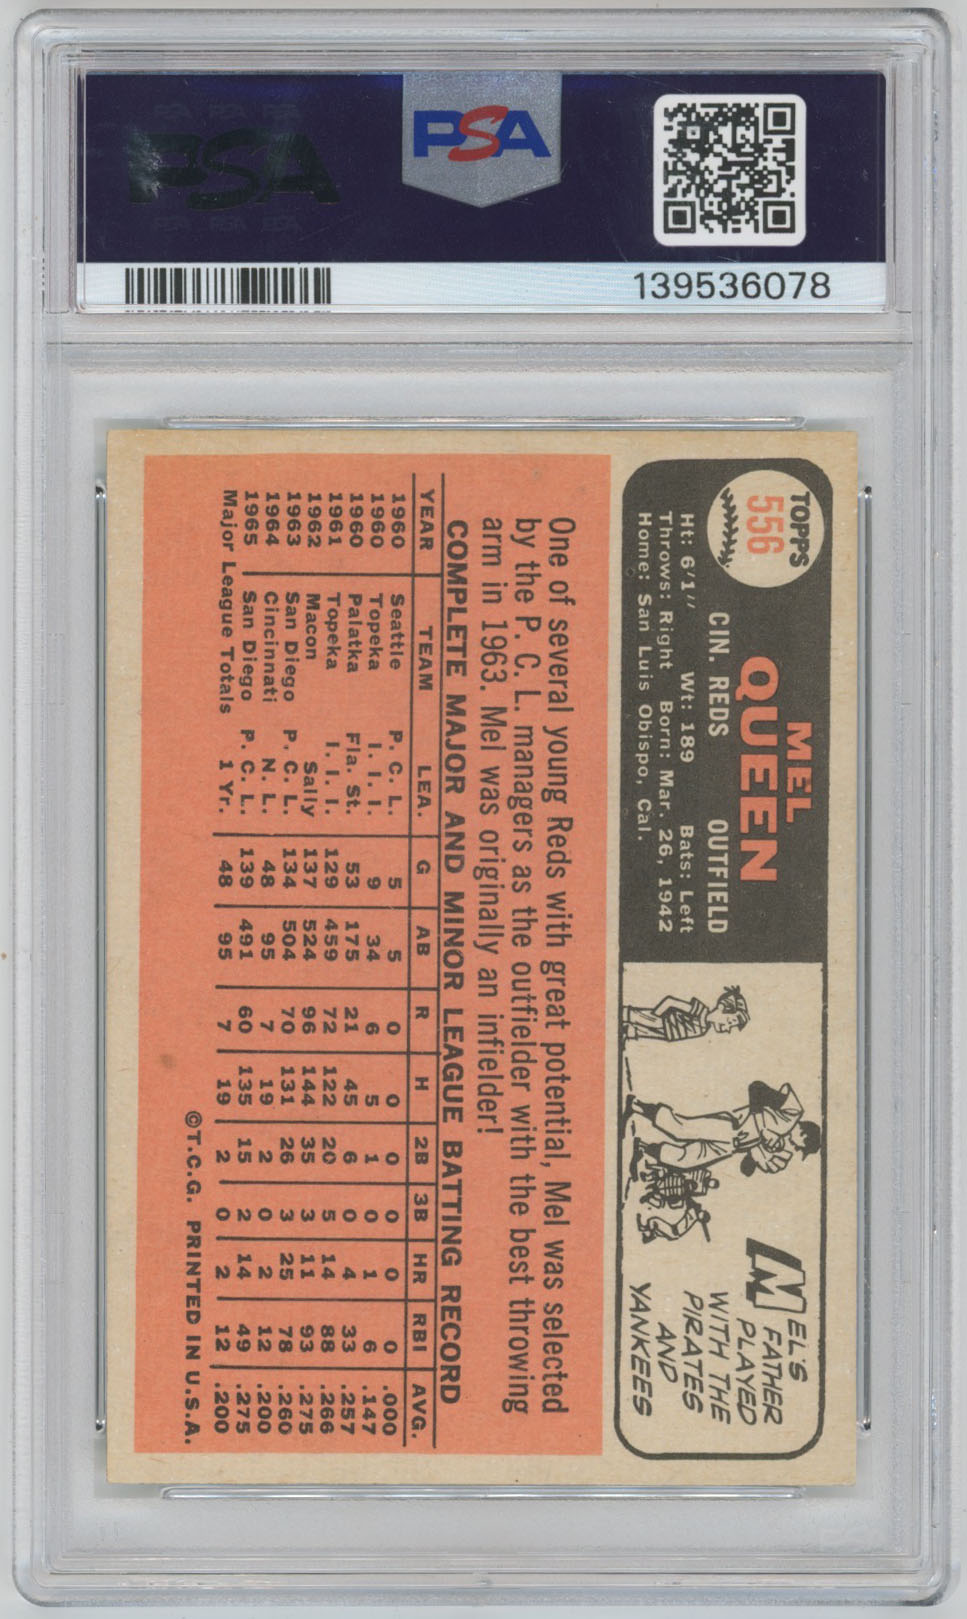 PSA
PSA
139536078
TOPPS
556
MEL
QUEEN
CIN. REDS OUTFIELD
Ht: 6'1" Wt: 189 Bats: Left
Throws: Right Born: Mar. 26, 1942
Home: San Luis Obispo, Cal.
MEL'S
FATHER
PLAYED
WITH THE
PIRATES
AND
YANKEES
One of several young Reds with great potential, Mel was selected
by the P. C. L. managers as the outfielder with the best throwing
arm in 1963. Mel was originally an infielder!
COMPLETE MAJOR AND MINOR LEAGUE BATTING RECORD
YEAR TEAM LEA. G AB R H 2B 3B HR RBI AVG.
1960 Seattle P. C. L. 5 5 0 0 0 0 0 0 .000
1960 Topeka I. I. I. 9 34 6 5 1 0 1 6 .147
1960 Palatka Fla. St. 53 175 21 45 6 0 4 33 .257
1961 Topeka I. I. I. 129 459 72 122 20 5 14 88 .266
1962 Macon Sally 137 524 96 144 35 3 11 93 .275
1963 San Diego P. C. L. 134 504 70 131 26 3 25 78 .260
1964 Cincinnati N. L. 48 95 7 19 2 0 2 12 .200
1965 San Diego P. C. L. 139 491 60 135 15 2 14 49 .275
Major League Totals 1 Yr. 48 95 7 19 2 0 2 12 .200
©T.C.G. PRINTED IN U.S.A.